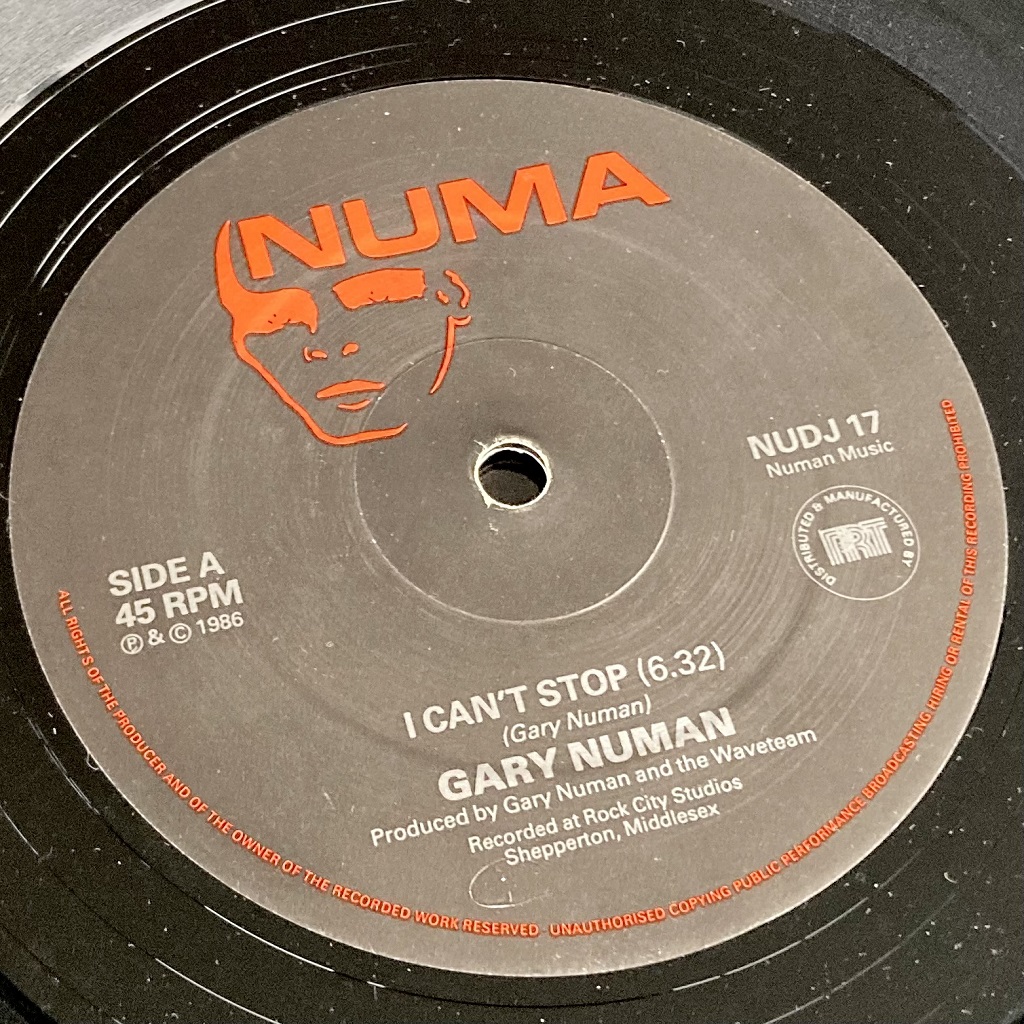 NUMA
NUDJ 17
Numan Music
DISTRIBUTED & MANUFACTURED BY
PRT
SIDE A
45 RPM
Ⓟ & © 1986
I CAN'T STOP (6.32)
(Gary Numan)
GARY NUMAN
Produced by Gary Numan and the Waveteam
Recorded at Rock City Studios
Shepperton, Middlesex
ALL RIGHTS OF THE PRODUCER AND OF THE OWNER OF THE RECORDED WORK RESERVED · UNAUTHORISED COPYING PUBLIC PERFORMANCE BROADCASTING HIRING OR RENTAL OF THIS RECORDING PROHIBITED